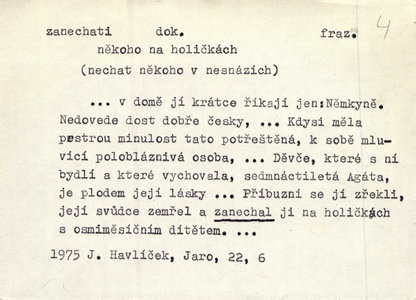 zanechati dok. fraz. 4
někoho na holičkách
(nechat někoho v nesnázích)
... v domě jí krátce říkají jen:Němkyně.
Nedovede dost dobře česky, ... Kdysi měla
pestrou minulost tato potřeštěná, k sobě mlu-
vící polobláznivá osoba, ... Děvče, které s ní
bydlí a které vychovala, sedmnáctiletá Agáta,
je plodem její lásky ... Příbuzní se jí zřekli,
její svůdce zemřel a zanechal ji na holičkách
s osmiměsíčním dítětem. ...
1975 J. Havlíček, Jaro, 22, 6